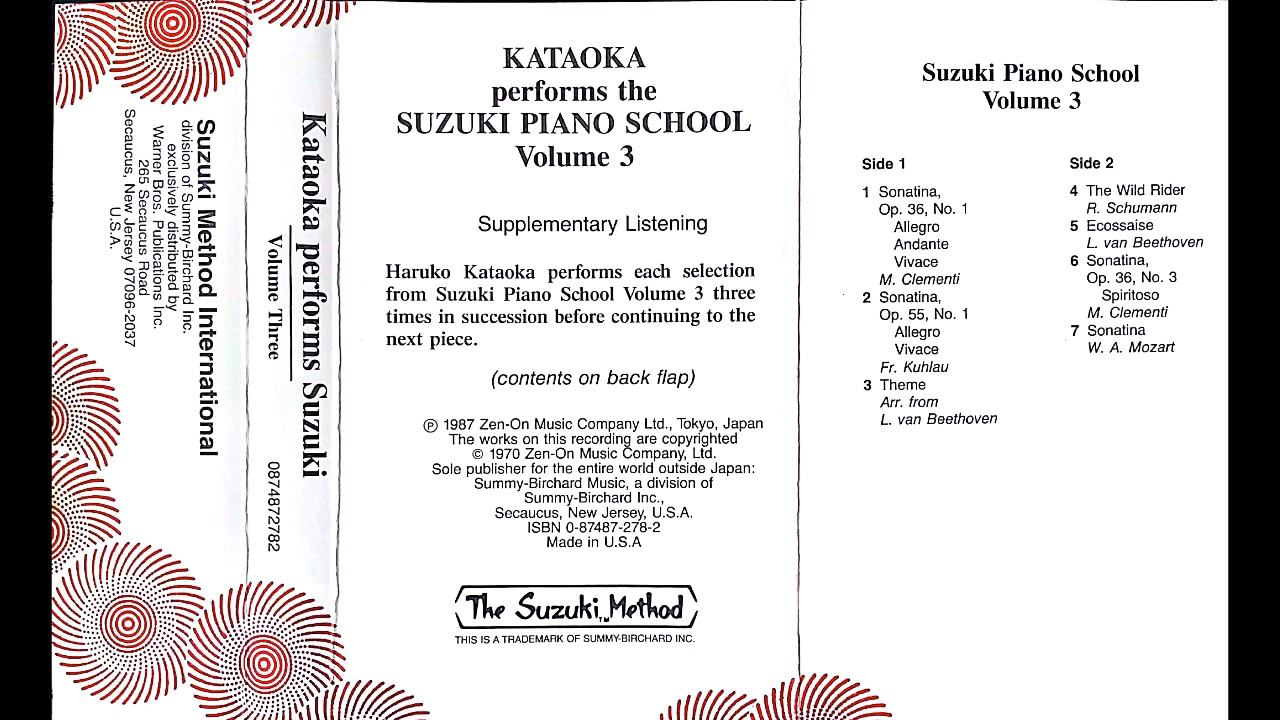 Suzuki Method International
division of Summy-Birchard Inc.
exclusively distributed by
Warner Bros. Publications Inc.
265 Secaucus Road
Secaucus, New Jersey 07096-2037
U.S.A.
Kataoka performs Suzuki
Volume Three
0874872782
KATAOKA
performs the
SUZUKI PIANO SCHOOL
Volume 3
Supplementary Listening
Haruko Kataoka performs each selection
from Suzuki Piano School Volume 3 three
times in succession before continuing to the
next piece.
(contents on back flap)
℗ 1987 Zen-On Music Company Ltd., Tokyo, Japan
The works on this recording are copyrighted
© 1970 Zen-On Music Company, Ltd.
Sole publisher for the entire world outside Japan:
Summy-Birchard Music, a division of
Summy-Birchard Inc.,
Secaucus, New Jersey, U.S.A.
ISBN 0-87487-278-2
Made in U.S.A
The Suzuki Method
TM
THIS IS A TRADEMARK OF SUMMY-BIRCHARD INC.
Suzuki Piano School
Volume 3
Side 1
1 Sonatina,
Op. 36, No. 1
Allegro
Andante
Vivace
M. Clementi
2 Sonatina,
Op. 55, No. 1
Allegro
Vivace
Fr. Kuhlau
3 Theme
Arr. from
L. van Beethoven
Side 2
4 The Wild Rider
R. Schumann
5 Ecossaise
L. van Beethoven
6 Sonatina,
Op. 36, No. 3
Spiritoso
M. Clementi
7 Sonatina
W. A. Mozart